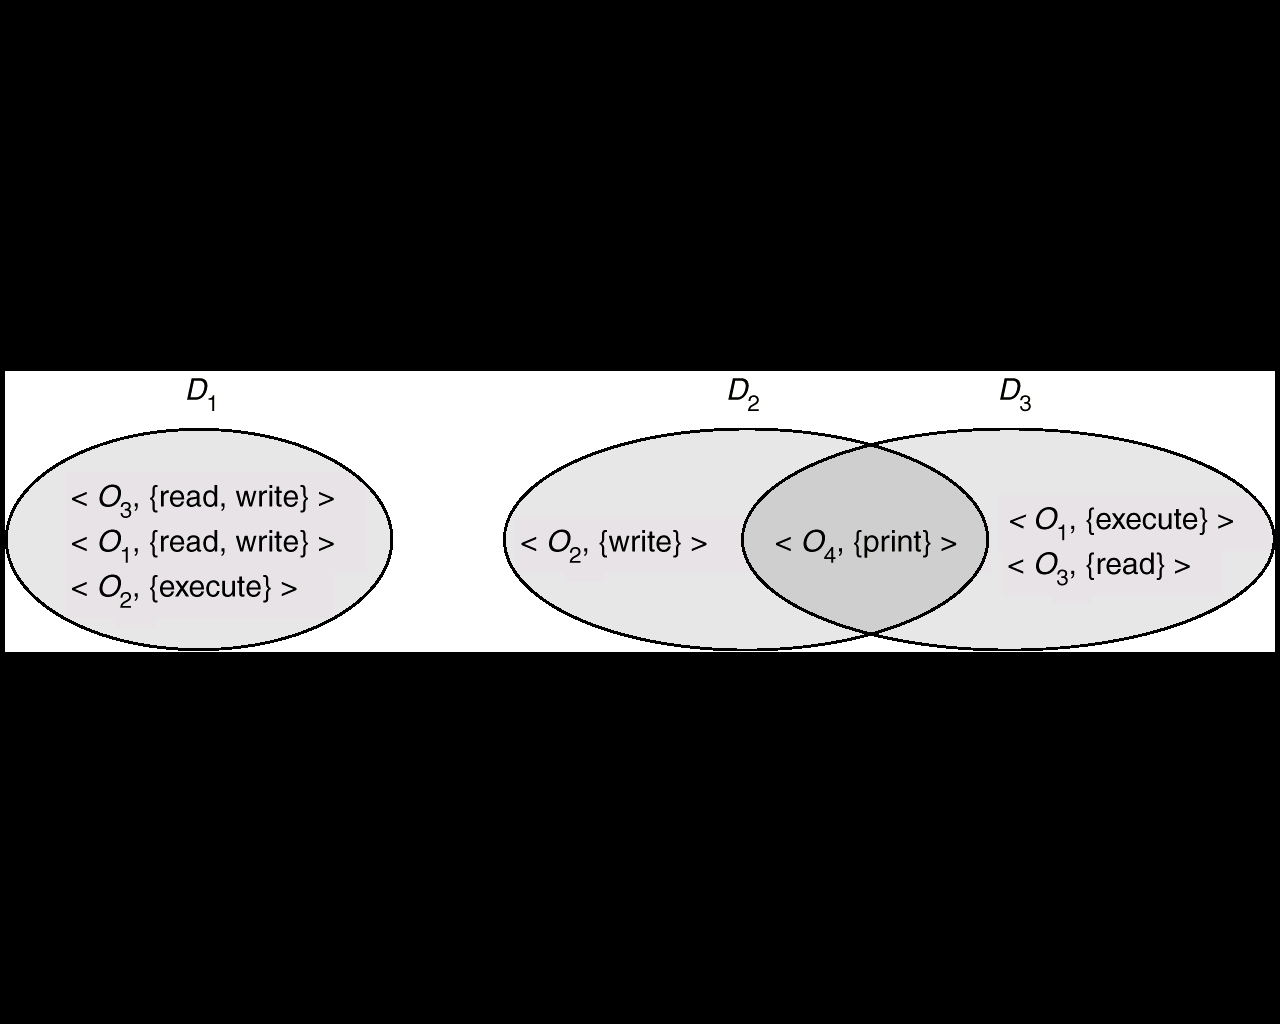 D1
D2
D3
< O3, {read, write} >
< O1, {read, write} >
< O2, {execute} >
< O2, {write} >
< O4, {print} >
< O1, {execute} >
< O3, {read} >